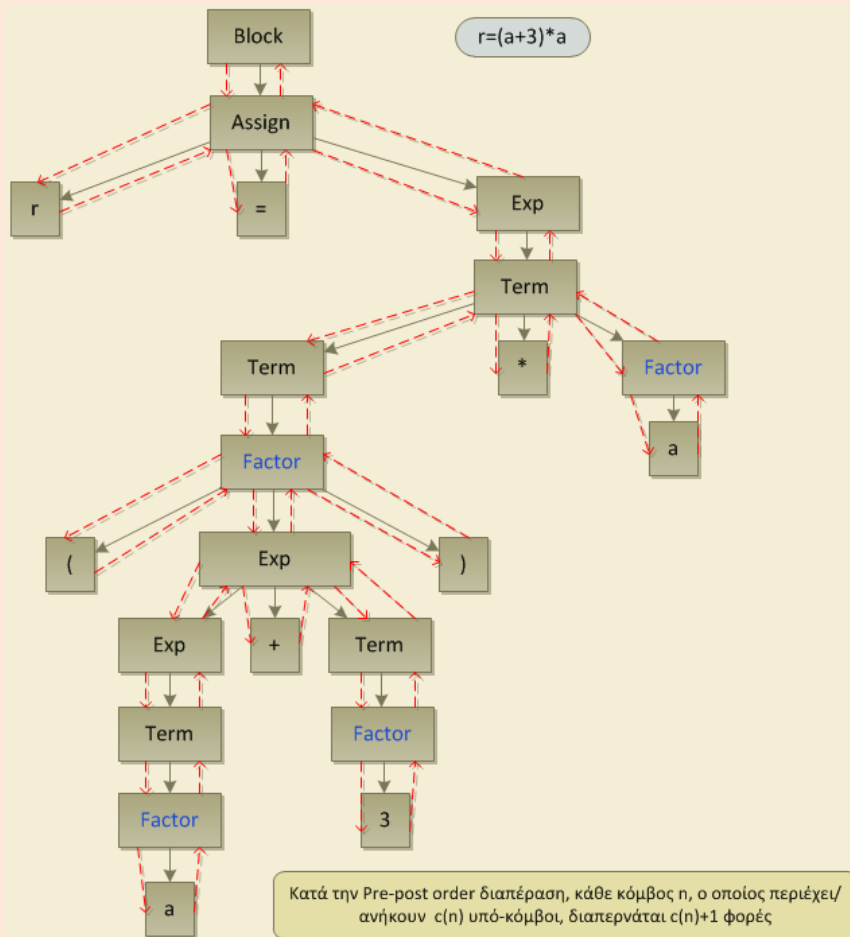 Block
r=(a+3)*a
Assign
r
=
Exp
Term
Term
*
Factor
Factor
a
(
Exp
)
Exp
+
Term
Term
Factor
Factor
3
a
Κατά την Pre-post order διαπέραση, κάθε κόμβος n, ο οποίος περιέχει/
ανήκουν c(n) υπό-κόμβοι, διαπερνάται c(n)+1 φορές